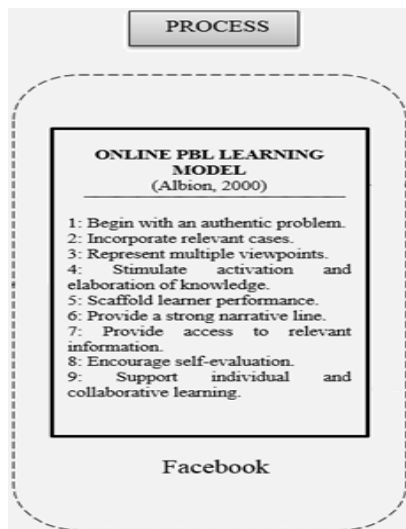 PROCESS
ONLINE PBL LEARNING
MODEL
(Albion, 2000)
1: Begin with an authentic problem.
2: Incorporate relevant cases.
3: Represent multiple viewpoints.
4: Stimulate activation and
elaboration of knowledge.
5: Scaffold learner performance.
6: Provide a strong narrative line.
7: Provide access to relevant
information.
8: Encourage self-evaluation.
9: Support individual and
collaborative learning.
Facebook